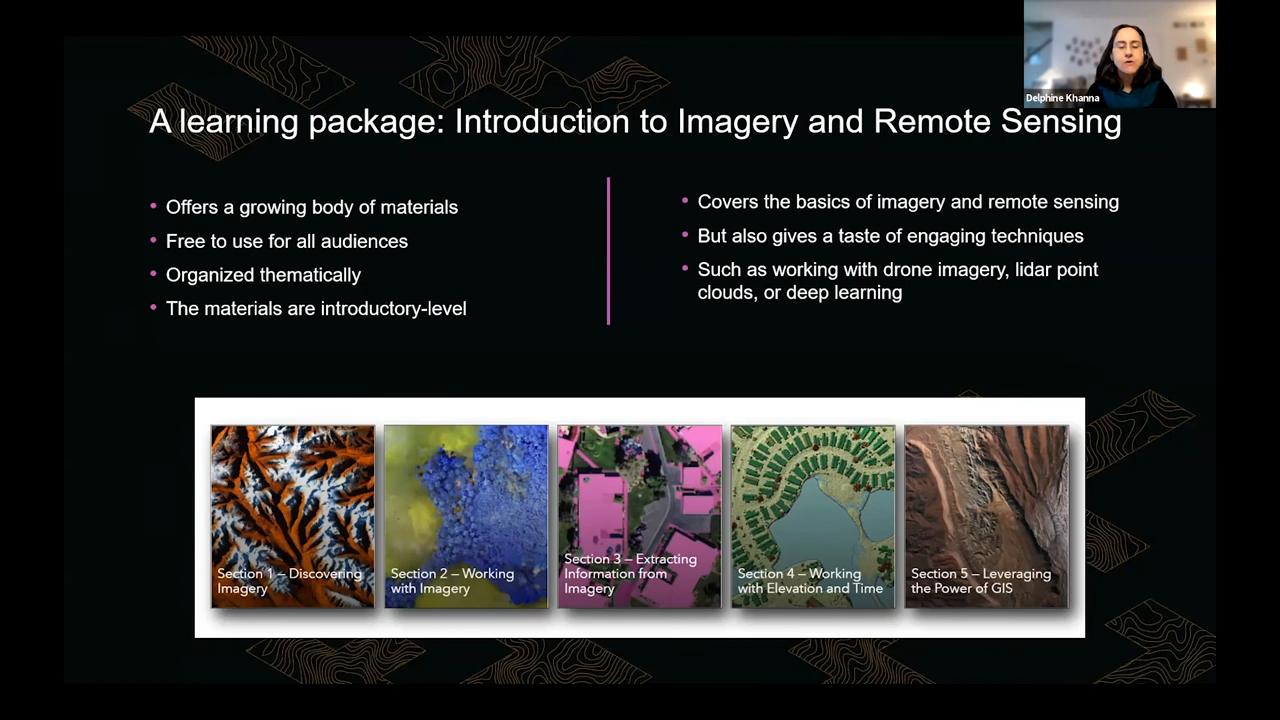 Delphine Khanna
A learning package: Introduction to Imagery and Remote Sensing
• Offers a growing body of materials
• Free to use for all audiences
• Organized thematically
• The materials are introductory-level
• Covers the basics of imagery and remote sensing
• But also gives a taste of engaging techniques
• Such as working with drone imagery, lidar point
clouds, or deep learning
Section 1 – Discovering
Imagery
Section 2 – Working
with Imagery
Section 3 – Extracting
Information from
Imagery
Section 4 – Working
with Elevation and Time
Section 5 – Leveraging
the Power of GIS